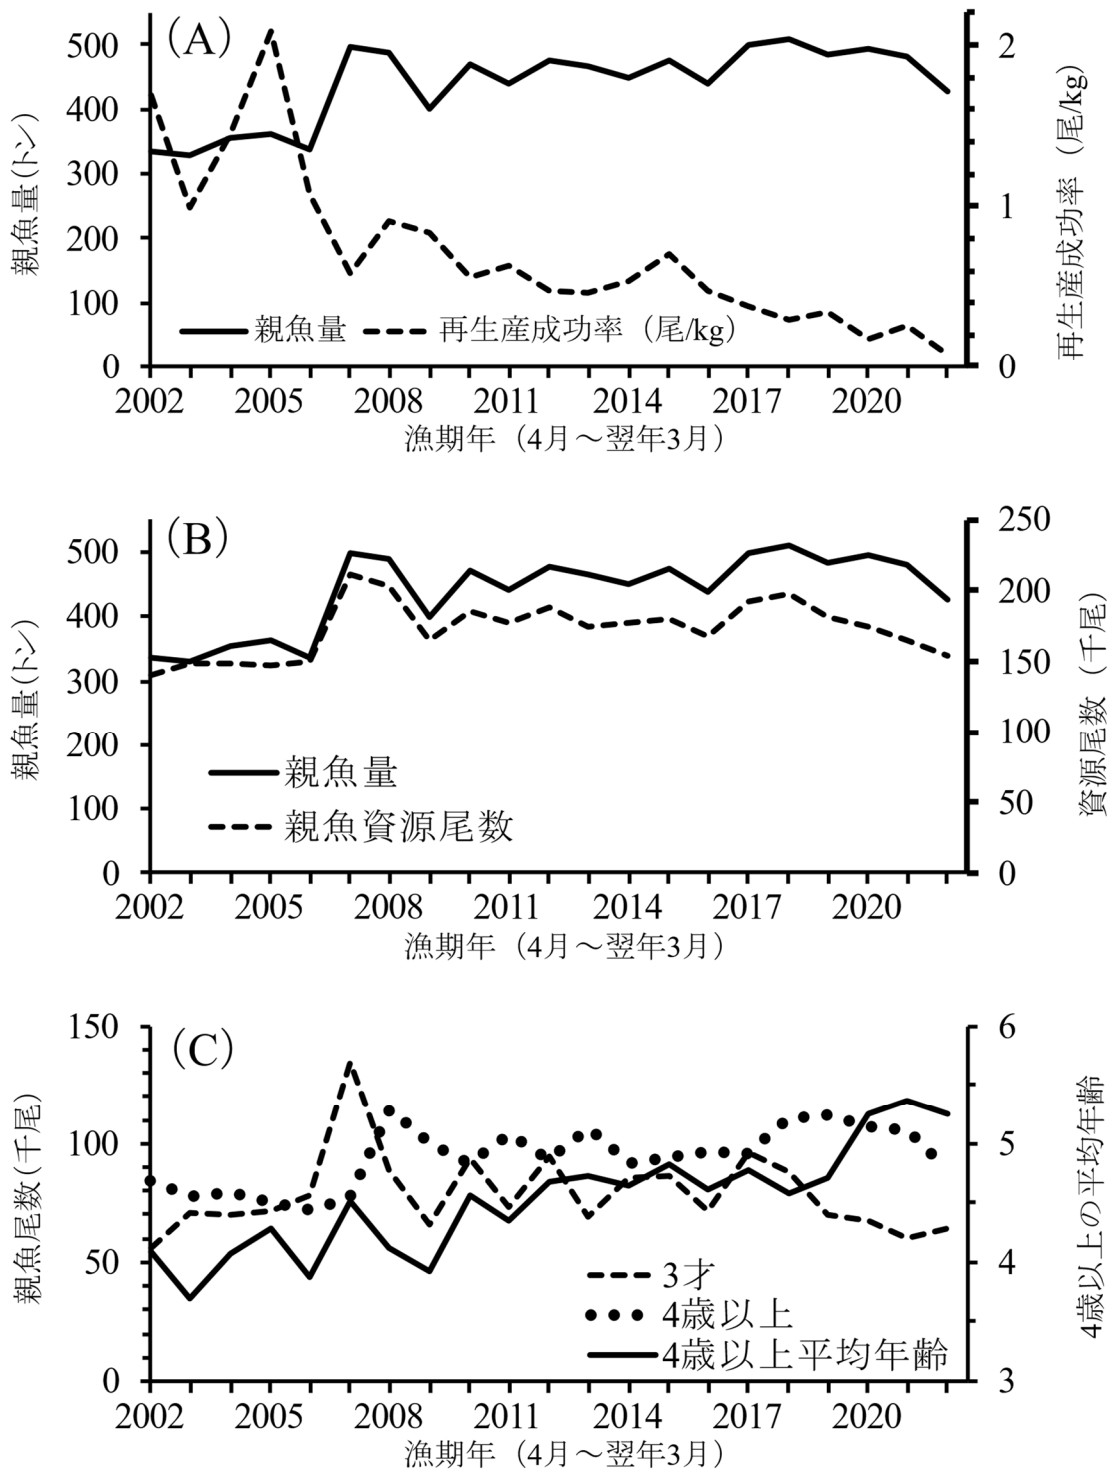 (A)
親魚量(トン)
500
400
300
200
100
0
2
1
0
再生産成功率（尾/kg）
親魚量
再生産成功率（尾/kg）
2002 2005 2008 2011 2014 2017 2020
漁期年（4月～翌年3月）
(B)
親魚量(トン)
500
400
300
200
100
0
250
200
150
100
50
0
資源尾数（千尾）
親魚量
親魚資源尾数
2002 2005 2008 2011 2014 2017 2020
漁期年（4月～翌年3月）
(C)
親魚尾数(千尾)
150
100
50
0
6
5
4
3
4歳以上の平均年齢
3才
4歳以上
4歳以上平均年齢
2002 2005 2008 2011 2014 2017 2020
漁期年（4月～翌年3月）